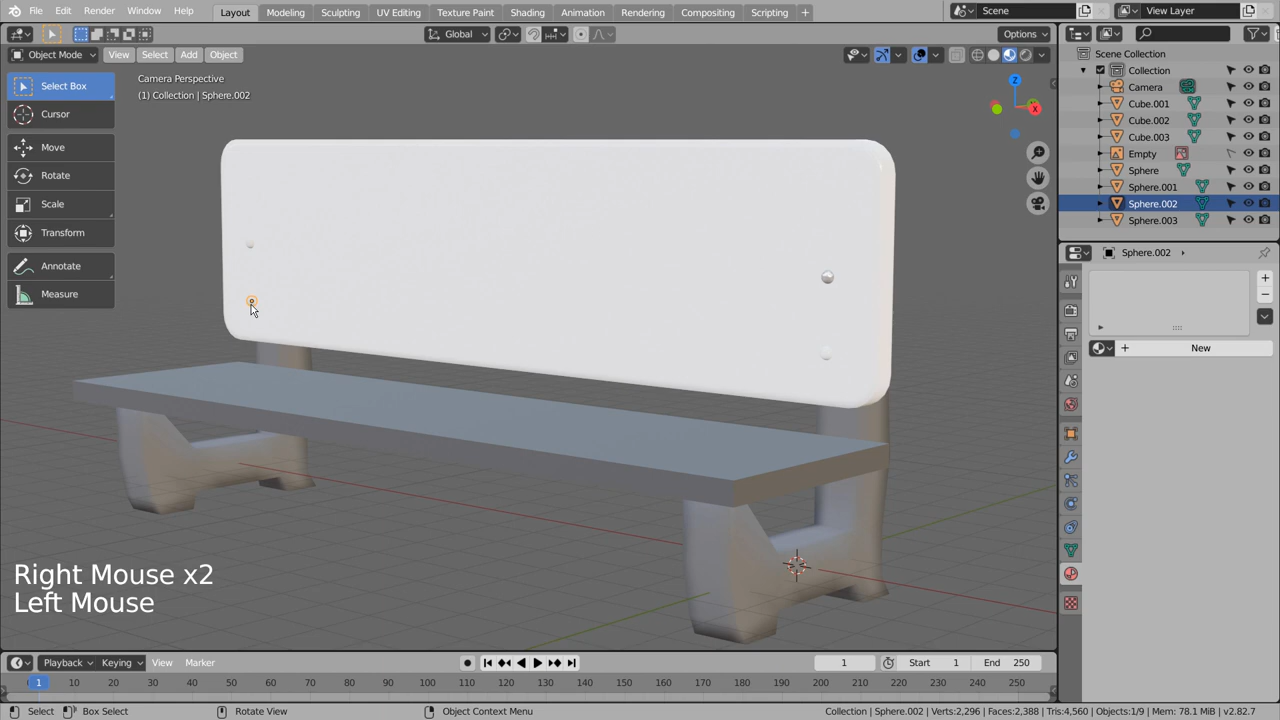 File Edit Render Window Help Layout Modeling Sculpting UV Editing Texture Paint Shading Animation Rendering Compositing Scripting + Scene View Layer
Global Options
Object Mode View Select Add Object
Select Box
Cursor
Move
Rotate
Scale
Transform
Annotate
Measure
Camera Perspective
(1) Collection | Sphere.002
Z
X
Right Mouse x2
Left Mouse
Scene Collection
Collection
Camera
Cube.001
Cube.002
Cube.003
Empty
Sphere
Sphere.001
Sphere.002
Sphere.003
Sphere.002
+ New
Playback Keying View Marker 1 Start 1 End 250
1 10 20 30 40 50 60 70 80 90 100 110 120 130 140 150 160 170 180 190 200 210 220 230 240 250
Select Box Select Rotate View Object Context Menu Collection | Sphere.002 | Verts:2,296 | Faces:2,388 | Tris:4,560 | Objects:1/9 | Mem: 78.1 MiB | v2.82.7